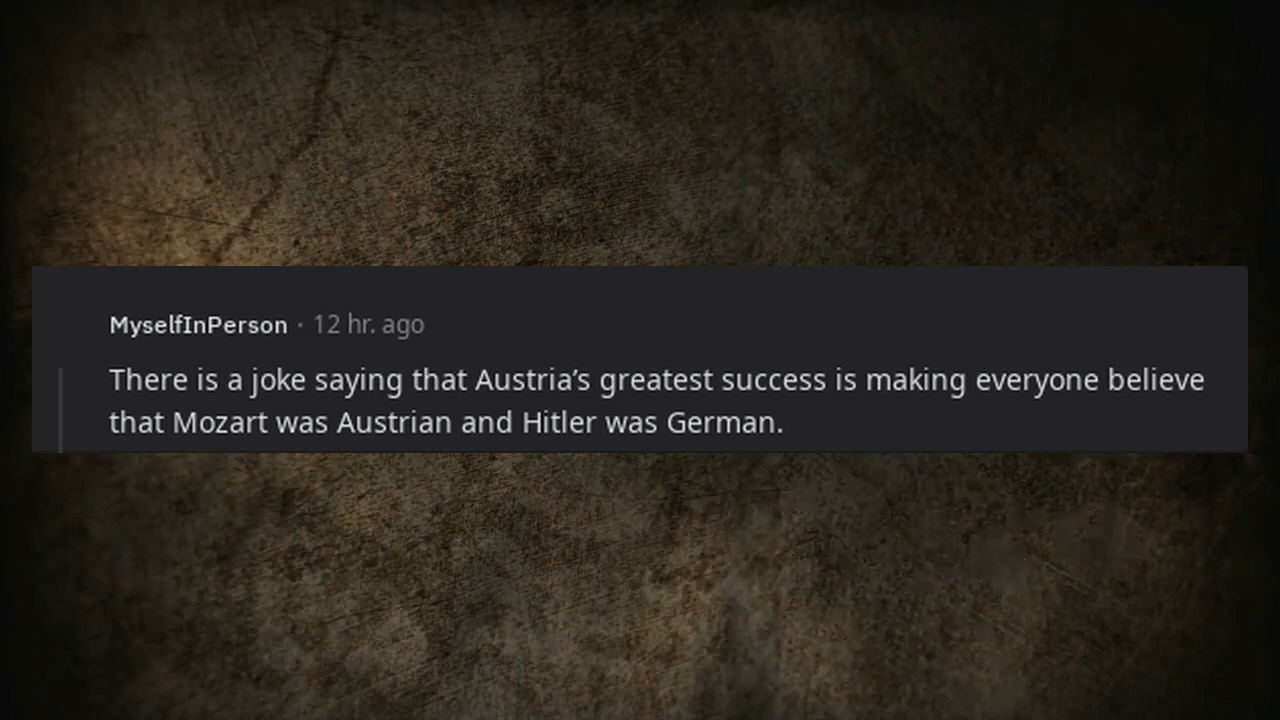 MyselfInPerson · 12 hr. ago
There is a joke saying that Austria’s greatest success is making everyone believe
that Mozart was Austrian and Hitler was German.